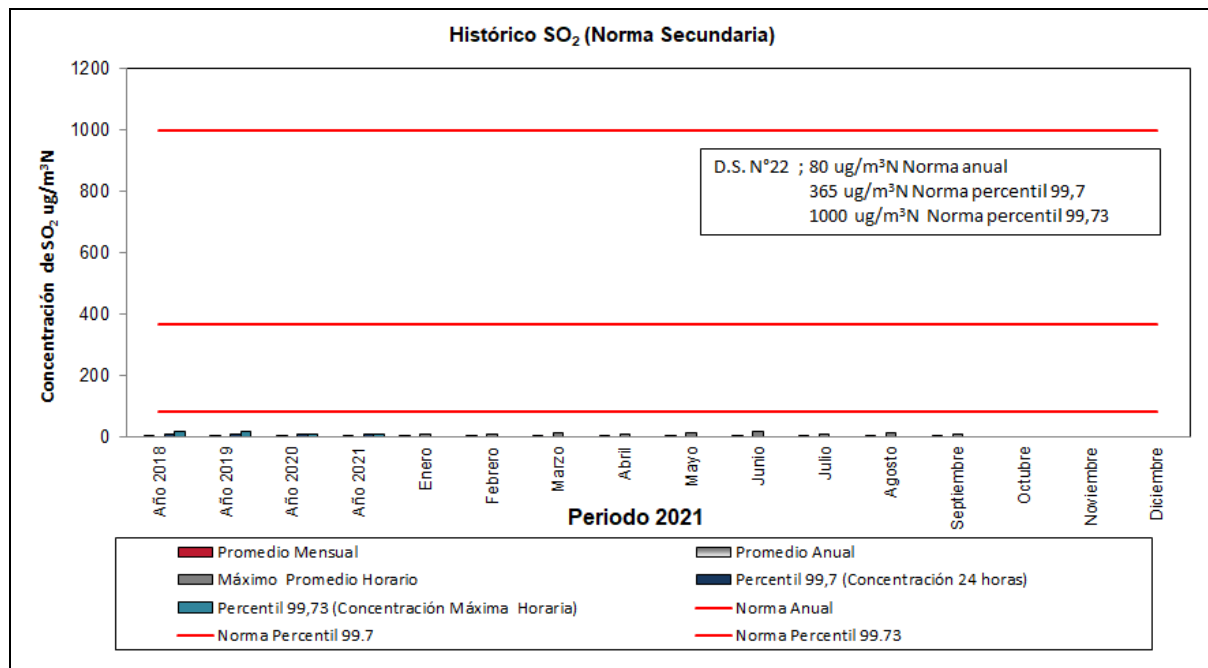 Histórico SO₂ (Norma Secundaria)
Concentración de SO₂ ug/m³N
1200
1000
800
600
400
200
0
D.S. N°22 ; 80 ug/m³N Norma anual
365 ug/m³N Norma percentil 99,7
1000 ug/m³N Norma percentil 99,73
Año 2018
Año 2019
Año 2020
Año 2021
Enero
Febrero
Marzo
Abril
Mayo
Junio
Julio
Agosto
Septiembre
Octubre
Noviembre
Diciembre
Periodo 2021
Promedio Mensual
Promedio Anual
Máximo Promedio Horario
Percentil 99,7 (Concentración 24 horas)
Percentil 99,73 (Concentración Máxima Horaria)
Norma Anual
Norma Percentil 99.7
Norma Percentil 99.73